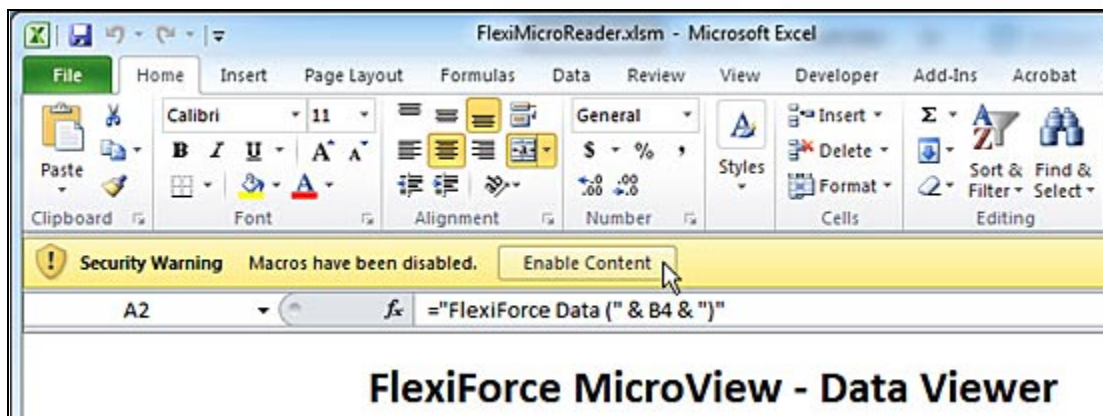 FlexiMicroReader.xlsm - Microsoft Excel
File Home Insert Page Layout Formulas Data Review View Developer Add-Ins Acrobat
Calibri 11 General Σ
Insert
B I U A A $ % , Delete
Paste Styles Sort & Find &
.0 .00 .00 .0 Format Filter Select
Clipboard Font Alignment Number Cells Editing
Security Warning Macros have been disabled. Enable Content
A2 fx ="FlexiForce Data (" & B4 & ")"
FlexiForce MicroView - Data Viewer